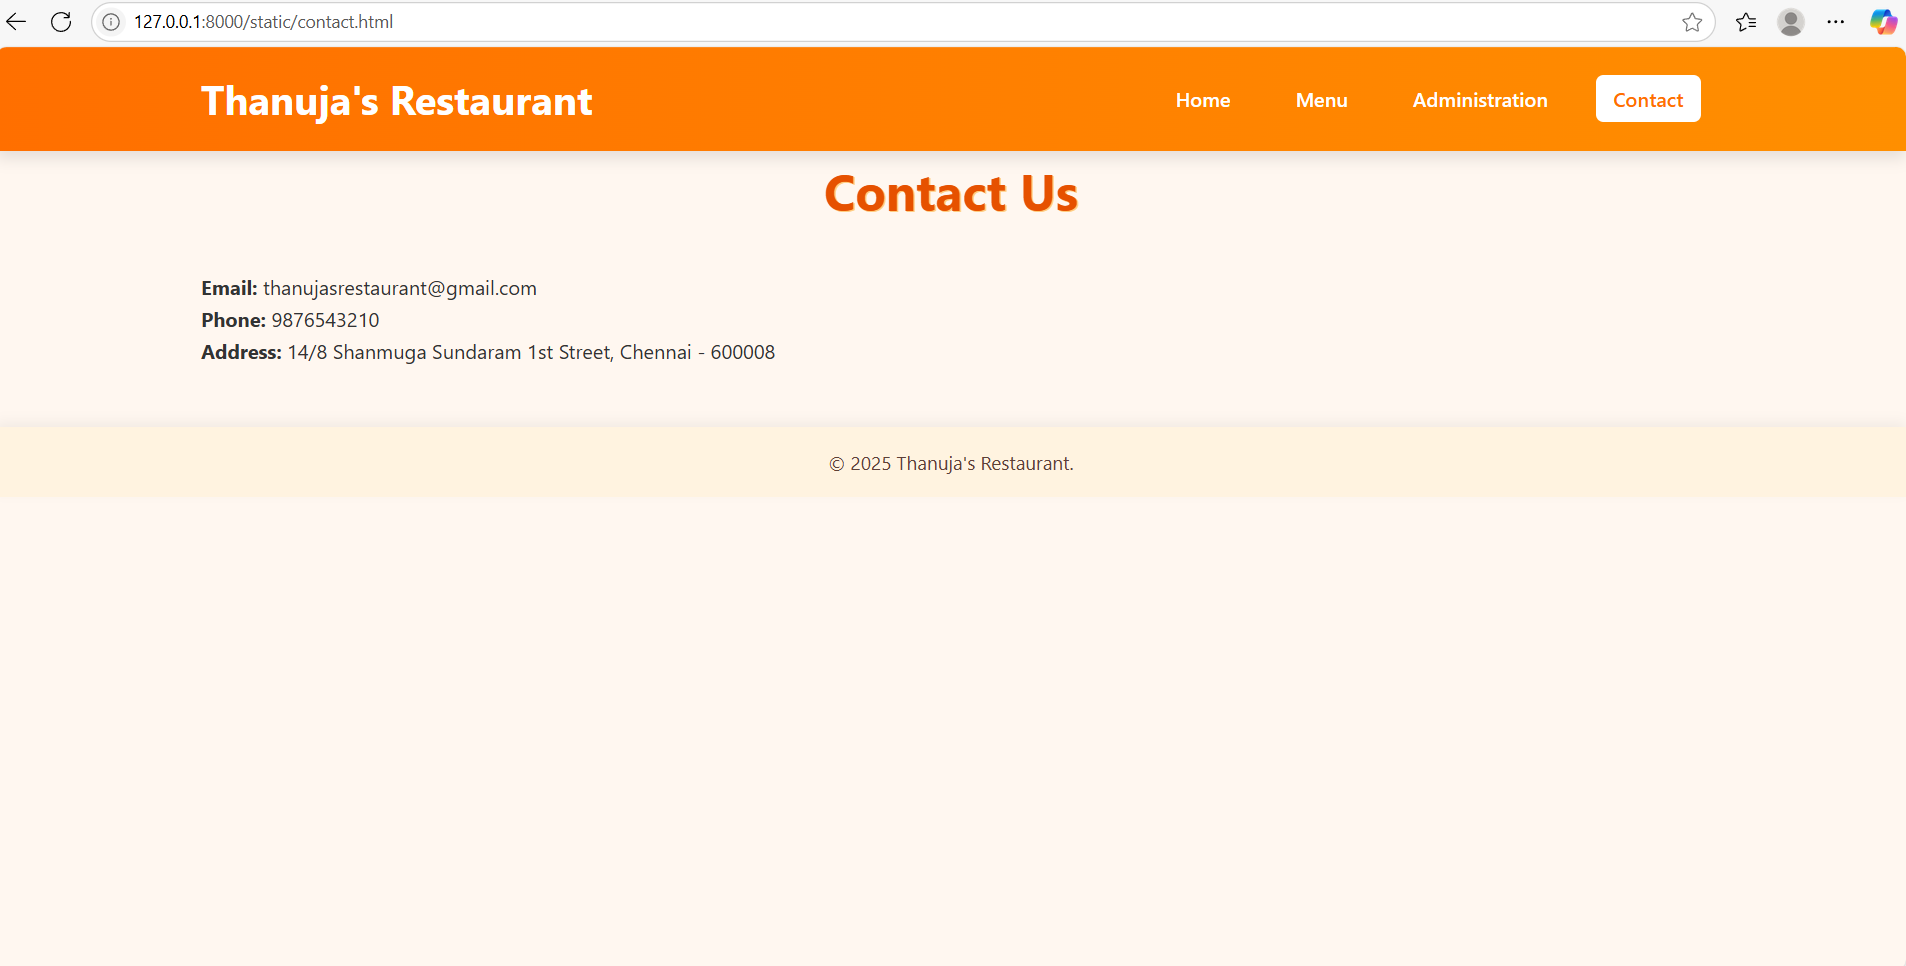 127.0.0.1:8000/static/contact.html
Thanuja's Restaurant
Home Menu Administration Contact
Contact Us
Email: thanujasrestaurant@gmail.com
Phone: 9876543210
Address: 14/8 Shanmuga Sundaram 1st Street, Chennai - 600008
© 2025 Thanuja's Restaurant.